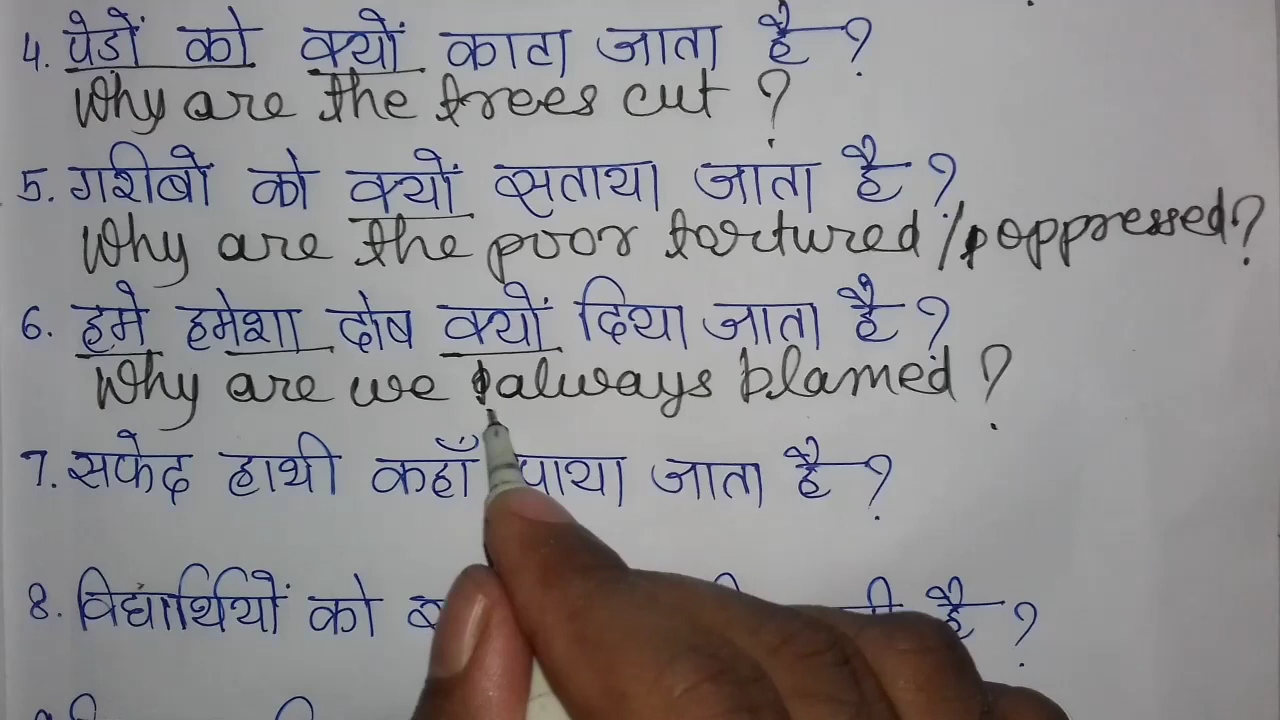 4. पेडों को क्यों काटा जाता है ?
Why are the trees cut ?
5. गरीबों को क्यों सताया जाता है ?
Why are the poor tortured / oppressed?
6. हमे हमेशा दोष क्यों दिया जाता है ?
Why are we always blamed ?
7. सफेद हाथी कहाँ पाया जाता है ?
8. विद्यार्थियों को है ?